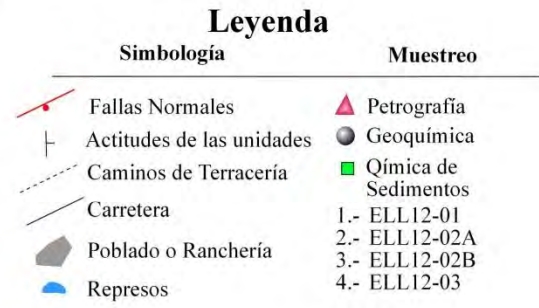 Leyenda
Simbología
Muestreo
Fallas Normales
Actitudes de las unidades
Caminos de Terracería
Carretera
Poblado o Ranchería
Represos
Petrografía
Geoquímica
Qímica de
Sedimentos
1.- ELL12-01
2.- ELL12-02A
3.- ELL12-02B
4.- ELL12-03